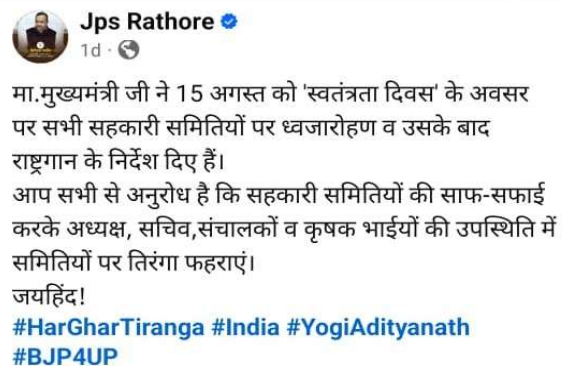 Jps Rathore
1d
मा.मुख्यमंत्री जी ने 15 अगस्त को 'स्वतंत्रता दिवस' के अवसर
पर सभी सहकारी समितियों पर ध्वजारोहण व उसके बाद
राष्ट्रगान के निर्देश दिए हैं।
आप सभी से अनुरोध है कि सहकारी समितियों की साफ-सफाई
करके अध्यक्ष, सचिव,संचालकों व कृषक भाईयों की उपस्थिति में
समितियों पर तिरंगा फहराएं।
जयहिंद!
#HarGharTiranga #India #YogiAdityanath
#BJP4UP